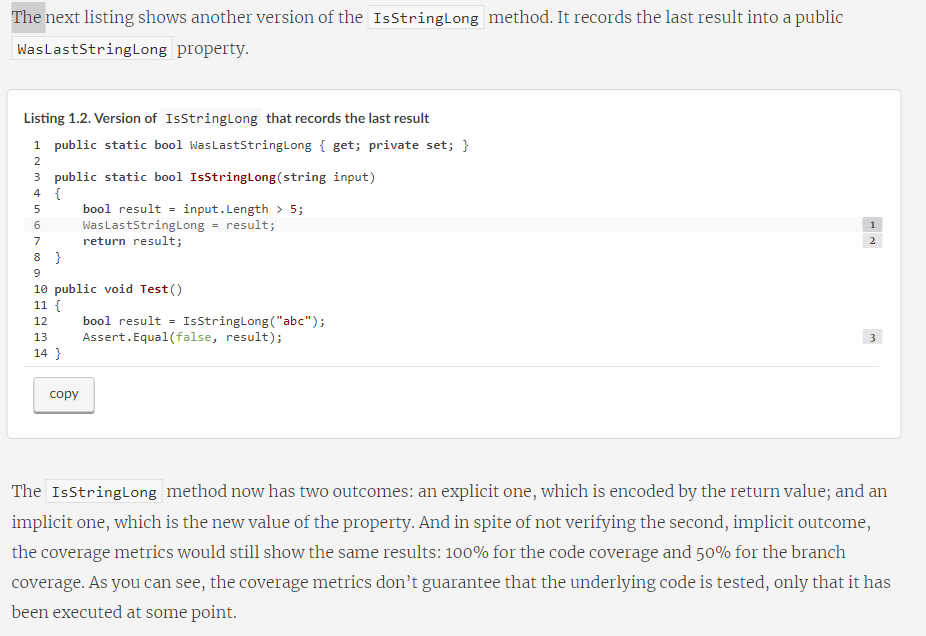 The next listing shows another version of the IsStringLong method. It records the last result into a public
WasLastStringLong property.
Listing 1.2. Version of IsStringLong that records the last result
1 public static bool WasLastStringLong { get; private set; }
2
3 public static bool IsStringLong(string input)
4 {
5 bool result = input.Length > 5;
6 WasLastStringLong = result; 1
7 return result; 2
8 }
9
10 public void Test()
11 {
12 bool result = IsStringLong("abc");
13 Assert.Equal(false, result); 3
14 }
copy
The IsStringLong method now has two outcomes: an explicit one, which is encoded by the return value; and an
implicit one, which is the new value of the property. And in spite of not verifying the second, implicit outcome,
the coverage metrics would still show the same results: 100% for the code coverage and 50% for the branch
coverage. As you can see, the coverage metrics don’t guarantee that the underlying code is tested, only that it has
been executed at some point.